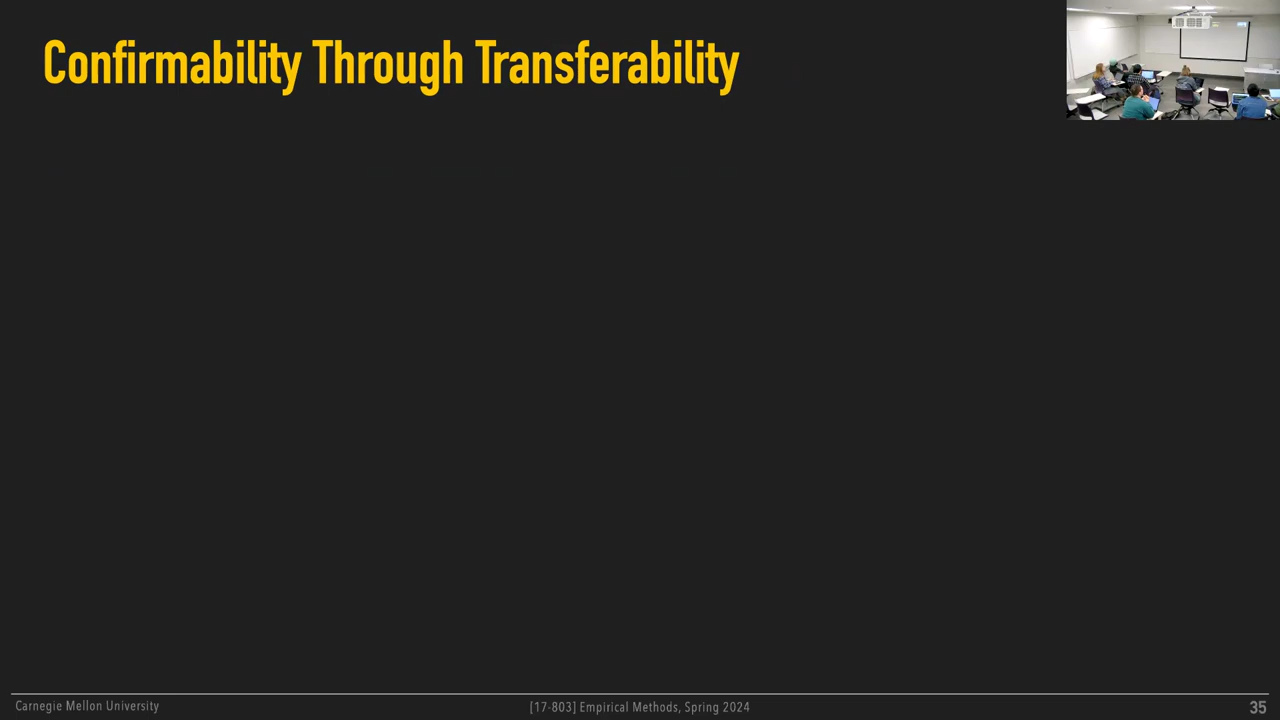 Confirmability Through Transferability
Carnegie Mellon University
[17-803] Empirical Methods, Spring 2024
35